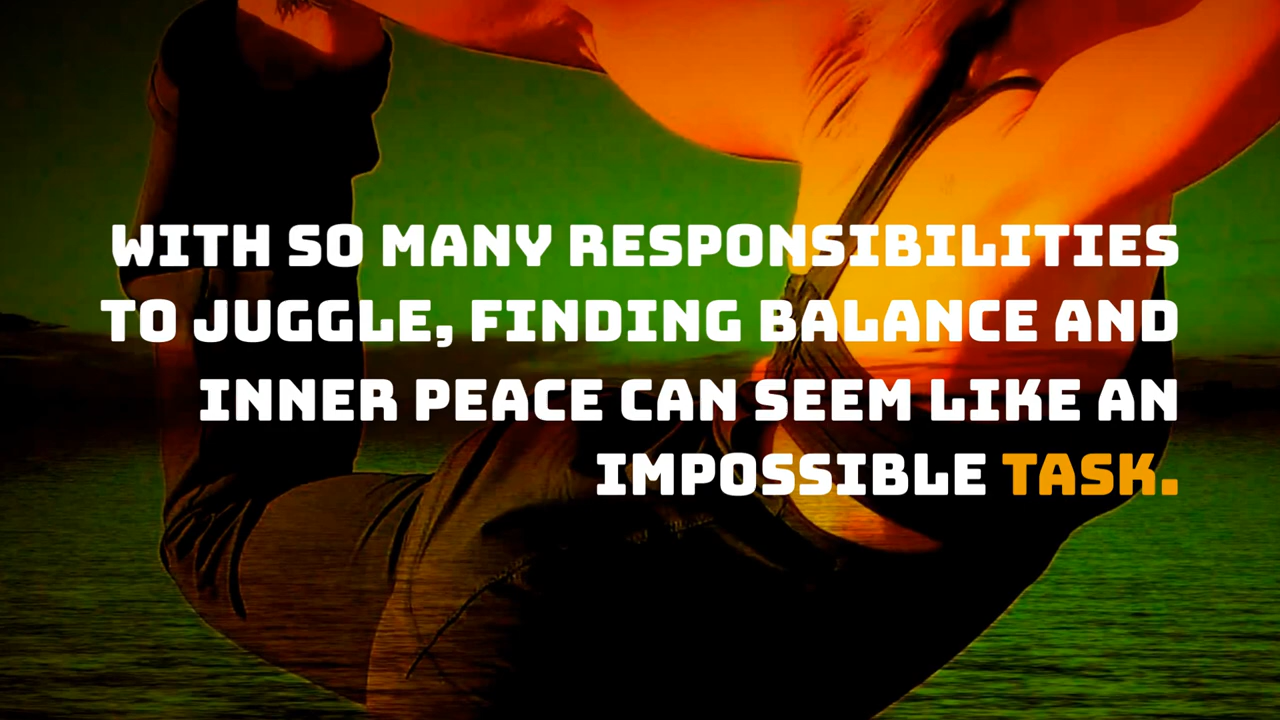 WITH SO MANY RESPONSIBILITIES
TO JUGGLE, FINDING BALANCE AND
INNER PEACE CAN SEEM LIKE AN
IMPOSSIBLE TASK.